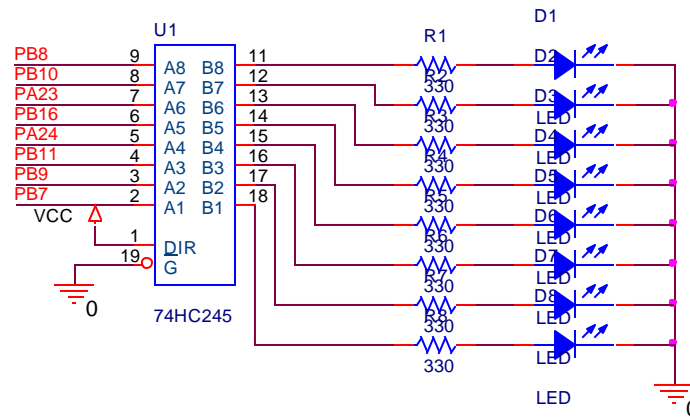 D1
U1
R1
PB8 9 A8 B8 11 D2
R2
PB10 8 A7 B7 12 330 D3
R3 LED
PA23 7 A6 B6 13 330 D4
R4 LED
PB16 6 A5 B5 14 330 D5
R5 LED
PA24 5 A4 B4 15 330 D6
R6 LED
PB11 4 A3 B3 16 330 D7
R7 LED
PB9 3 A2 B2 17 330 D8
R8 LED
PB7 2 A1 B1 18 330
LED
VCC
1 DIR
19 G
330
0
74HC245
LED
0